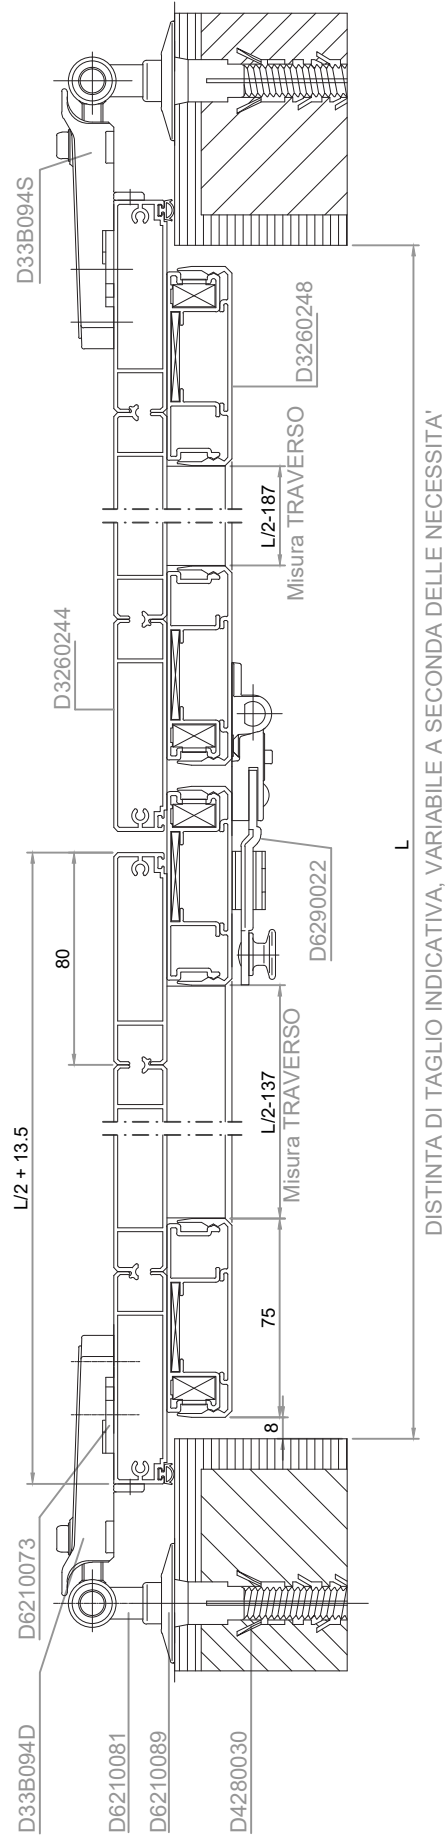 D33B094D
D6210073
L/2 + 13.5
80
D3260244
D33B094S
D6210081
D6210089
D4280030
8
75
L/2-137
Misura TRAVERSO
D6290022
L/2-187
Misura TRAVERSO
D3260248
L
DISTINTA DI TAGLIO INDICATIVA, VARIABILE A SECONDA DELLE NECESSITA'